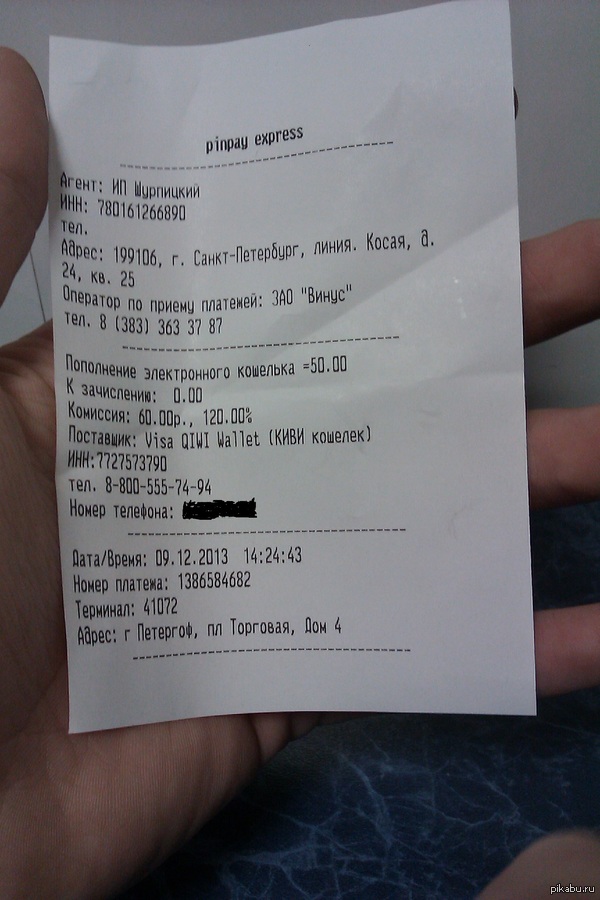 pinpay express
Агент: ИП Шурпицкий
ИНН: 780161266890
тел.
Адрес: 199106, г. Санкт-Петербург, линия. Косая, д.
24, кв. 25
Оператор по приему платежей: ЗАО "Винус"
тел. 8 (383) 363 37 87
Пополнение электронного кошелька =50.00
К зачислению: 0.00
Комиссия: 60.00р., 120.00%
Поставщик: Visa QIWI Wallet (КИВИ кошелек)
ИНН:7727573790
тел. 8-800-555-74-94
Номер телефона:
Дата/Время: 09.12.2013 14:24:43
Номер платежа: 1386584682
Терминал: 41072
Адрес: г Петергоф, пл Торговая, Дом 4
pikabu.ru